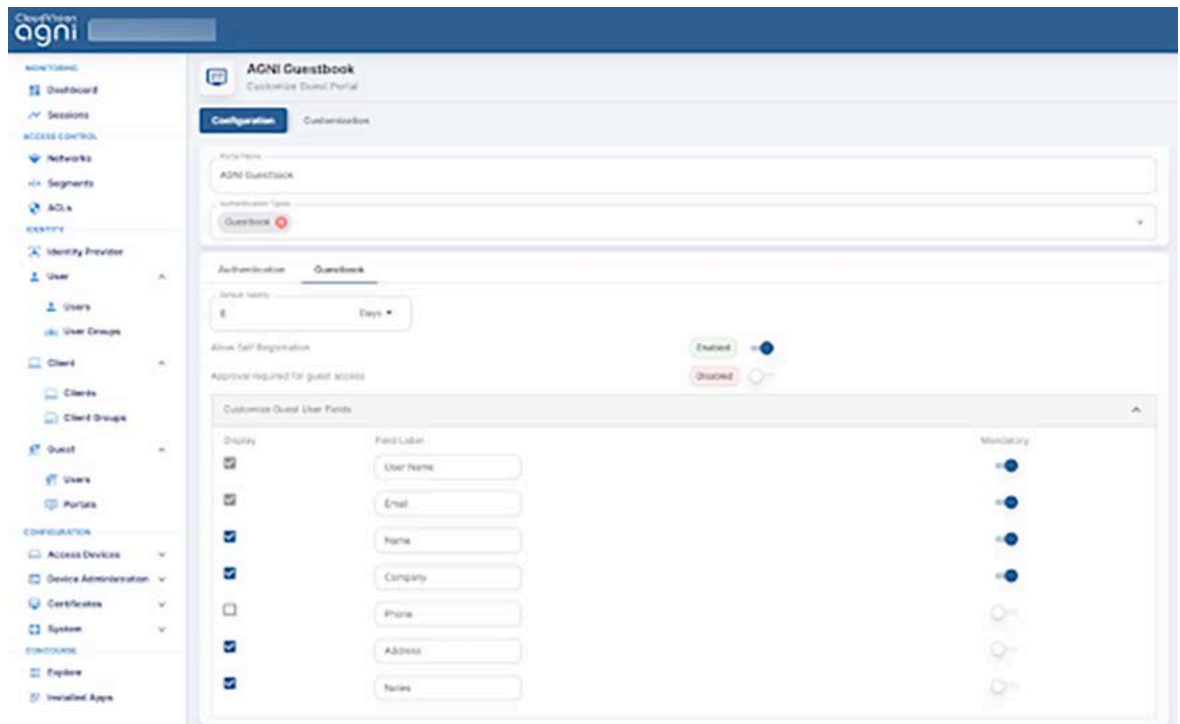 CloudVision
agni
MONITORING
Dashboard
Sessions
ACCESS CONTROL
Networks
Segments
ACLs
IDENTITY
Identity Provider
User
Users
User Groups
Client
Clients
Client Groups
Guest
Users
Portals
CONFIGURATION
Access Devices
Device Administration
Certificates
System
CONCOURSE
Explore
Installed Apps
AGNI Guestbook
Customize Guest Portal
Configuration Customization
Portal Name
AGNI Guestbook
Authentication Types
Guestbook
Authentication Guestbook
Default Validity
Days
Allow Self Registration Enabled
Approval required for guest access Disabled
Customize Guest User Fields
Display Field Label Mandatory
User Name
Email
Name
Company
Phone
Address
Notes